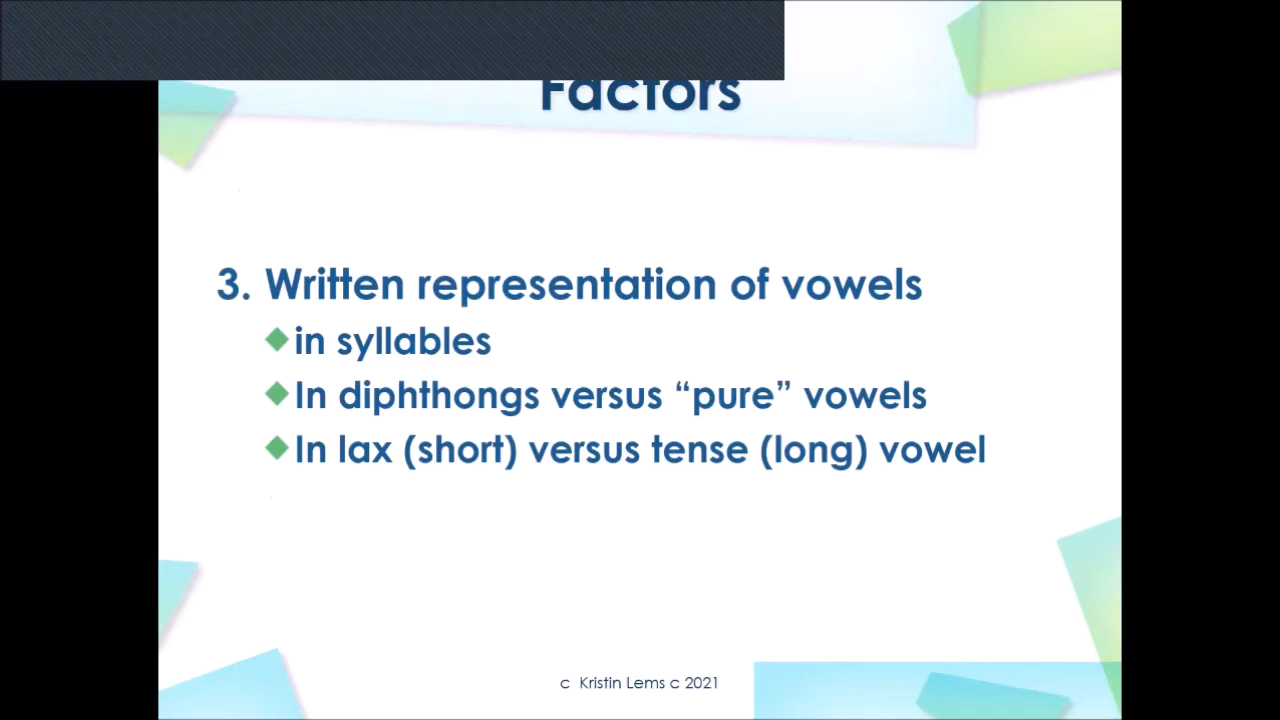 Factors
3. Written representation of vowels
in syllables
In diphthongs versus “pure” vowels
In lax (short) versus tense (long) vowel
c Kristin Lems c 2021